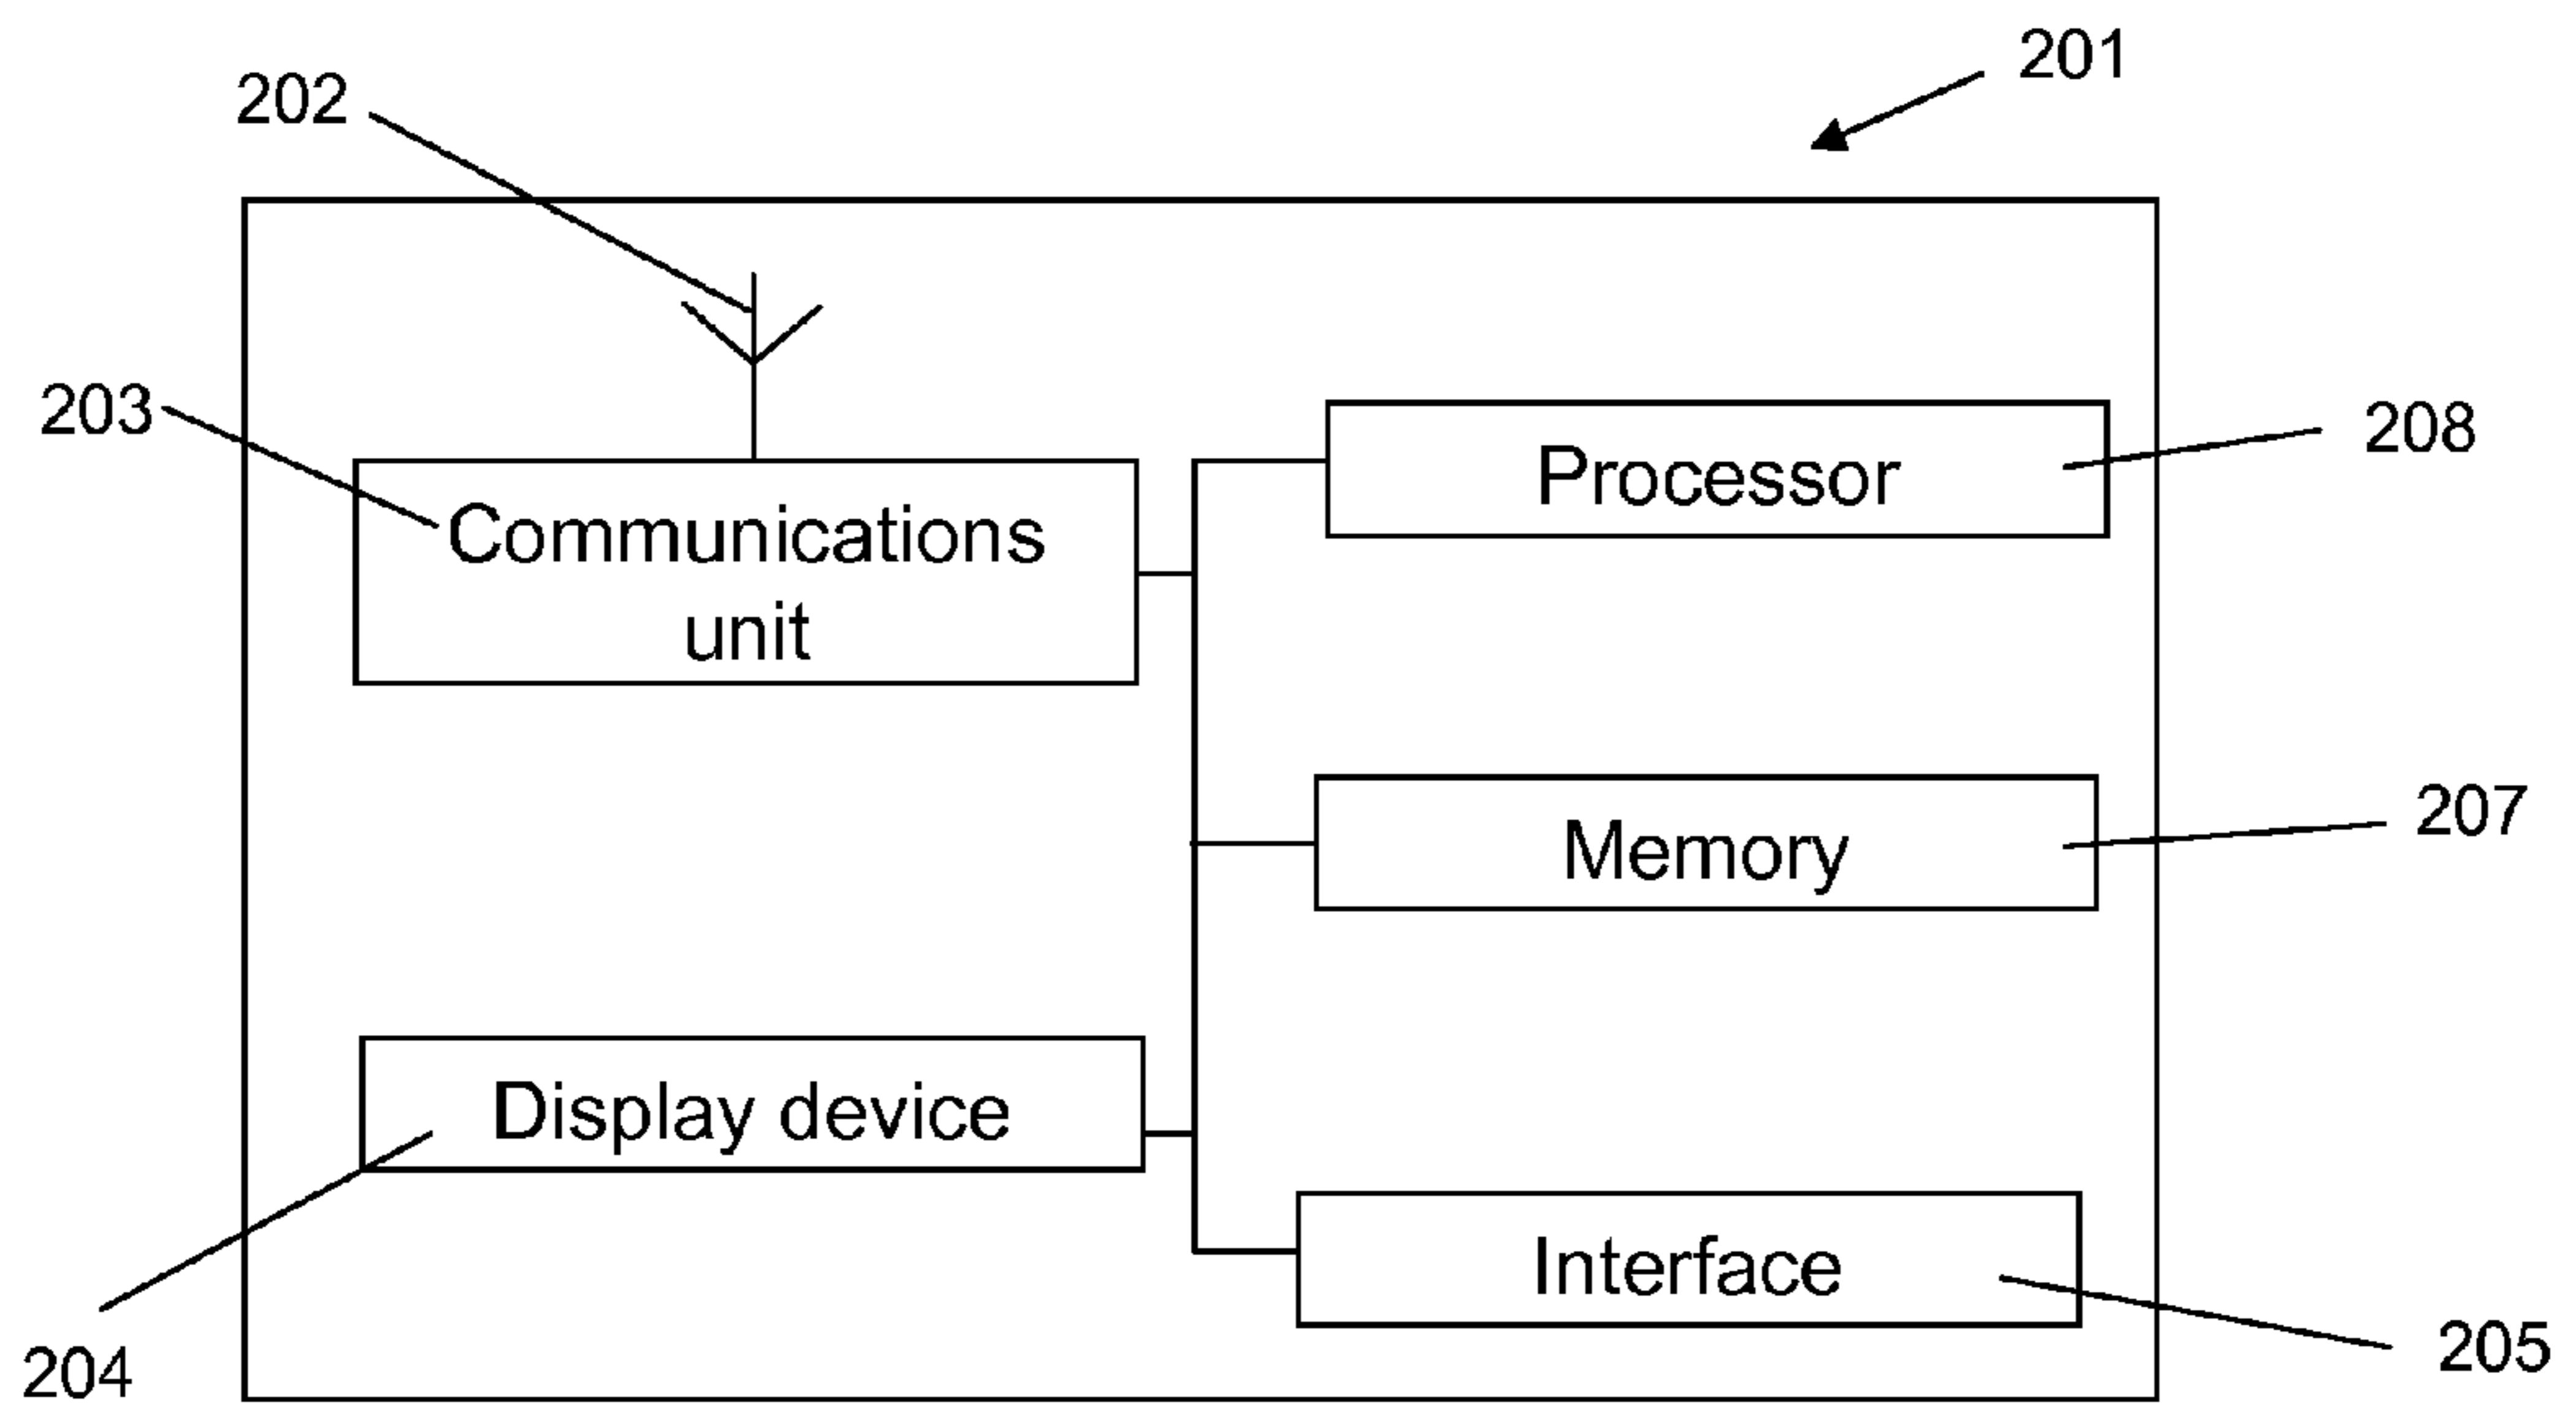 201
202
203
208
Processor
Communications
unit
207
Memory
Display device
Interface
204
205